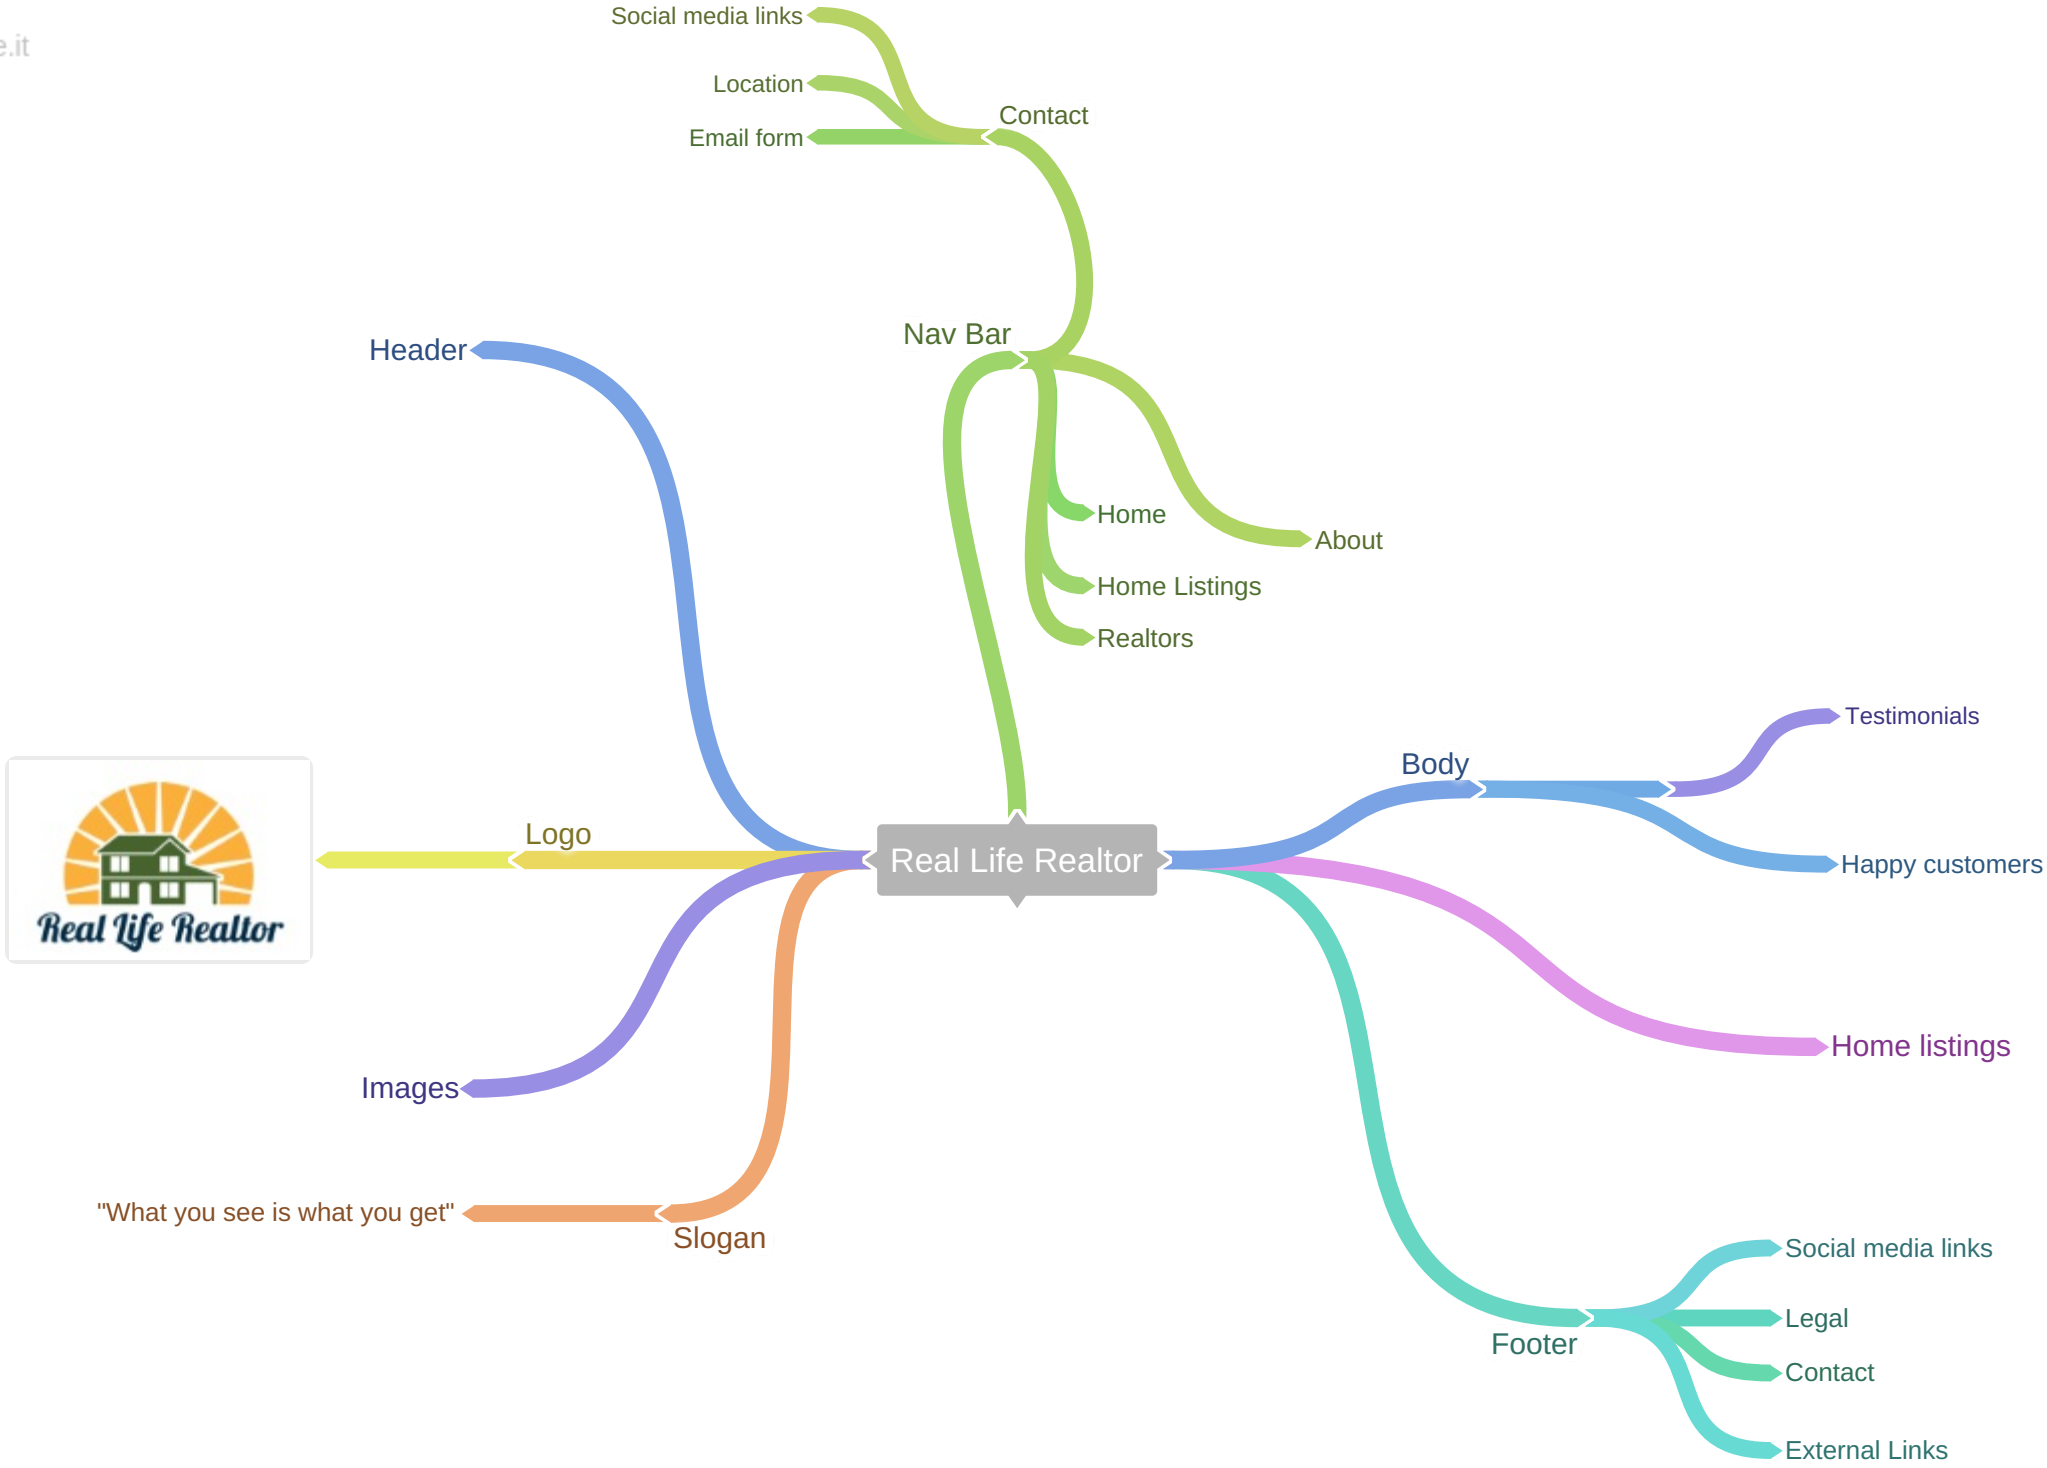 Social media links
e.it
Location
Contact
Email form
Nav Bar
Header
Home
About
Home Listings
Realtors
Testimonials
Body
Logo
Real Life Realtor
Happy customers
Real Life Realtor
Home listings
Images
"What you see is what you get"
Slogan
Social media links
Legal
Footer
Contact
External Links